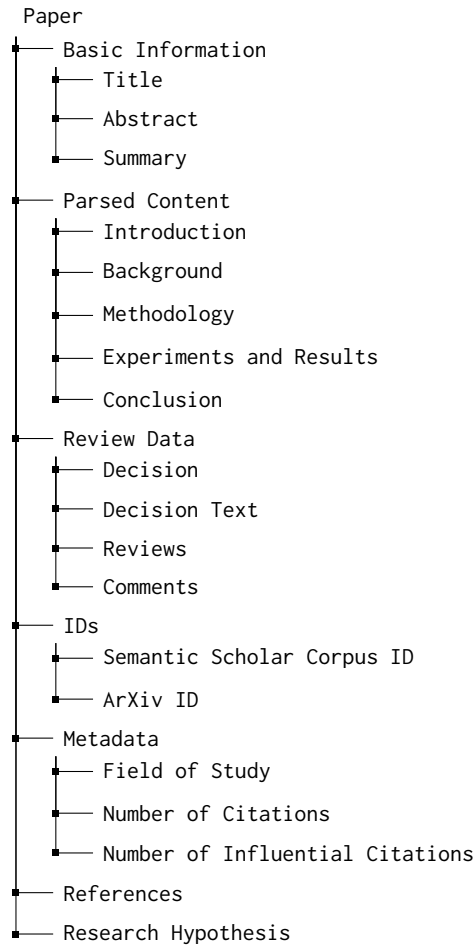 Paper
Basic Information
Title
Abstract
Summary
Parsed Content
Introduction
Background
Methodology
Experiments and Results
Conclusion
Review Data
Decision
Decision Text
Reviews
Comments
IDs
Semantic Scholar Corpus ID
ArXiv ID
Metadata
Field of Study
Number of Citations
Number of Influential Citations
References
Research Hypothesis